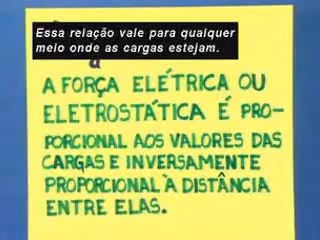 Essa relação vale para qualquer
meio onde as cargas estejam.
A FORÇA ELÉTRICA OU
ELETROSTÁTICA É PRO-
PORCIONAL AOS VALORES DAS
CARGAS E INVERSAMENTE
PROPORCIONAL À DISTÂNCIA
ENTRE ELAS.